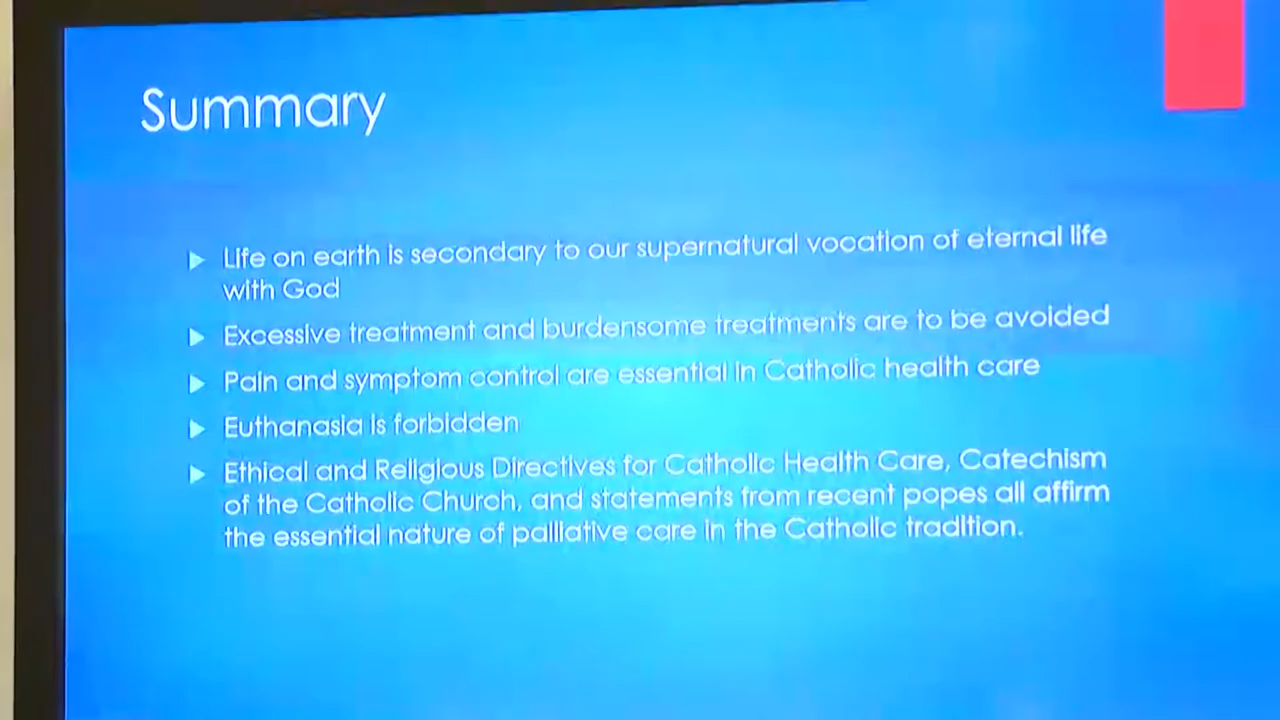 Summary
Life on earth is secondary to our supernatural vocation of eternal life
with God
Excessive treatment and burdensome treatments are to be avoided
Pain and symptom control are essential in Catholic health care
Euthanasia is forbidden
Ethical and Religious Directives for Catholic Health Care, Catechism
of the Catholic Church, and statements from recent popes all affirm
the essential nature of palliative care in the Catholic tradition.